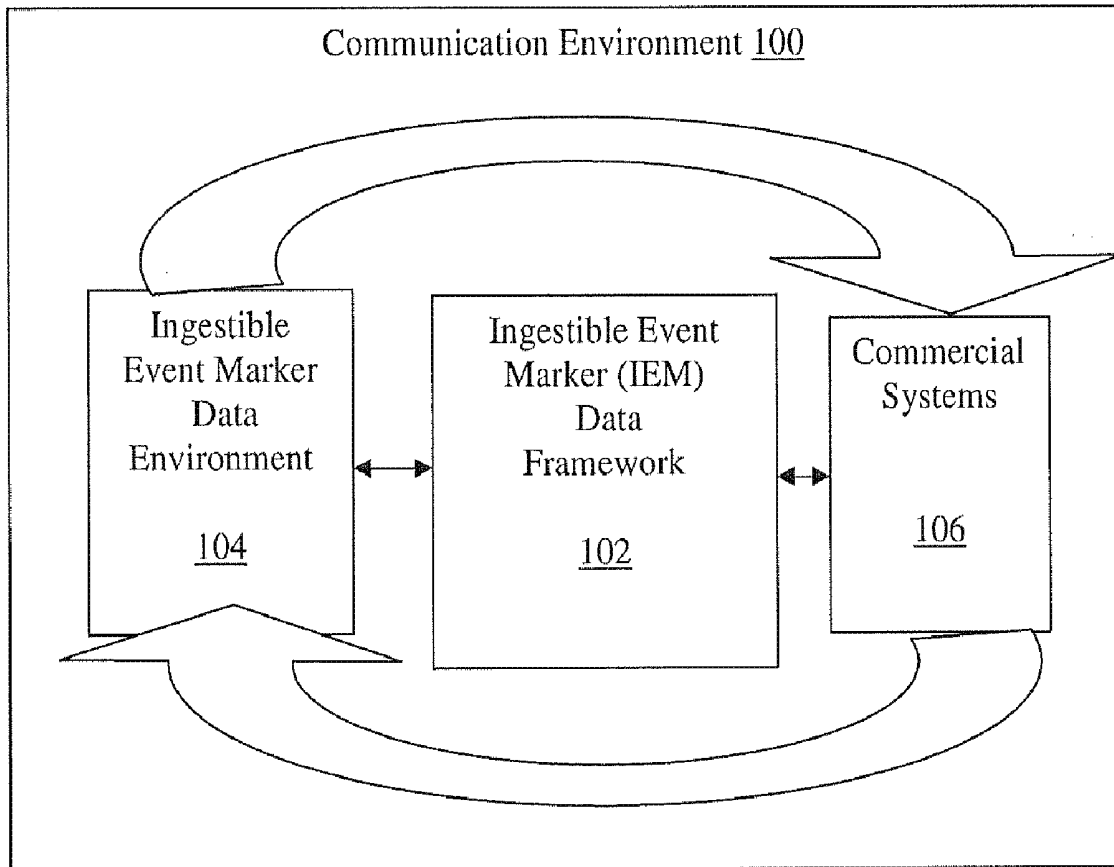 Communication Environment 100
Ingestible
Event Marker
Data
Environment
104
Ingestible Event
Marker (IEM)
Data
Framework
102
Commercial
Systems
106